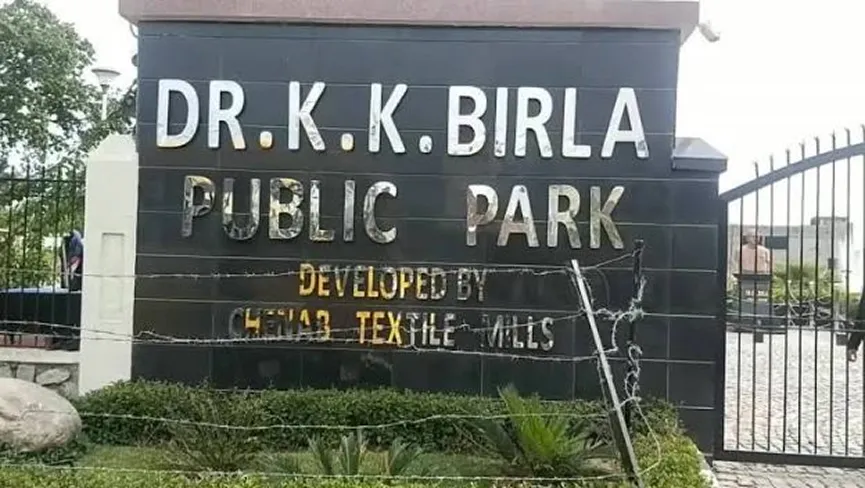 DR.K.K.BIRLA
PUBLIC PARK
DEVELOPED BY
CHENAB TEXTILE MILLS